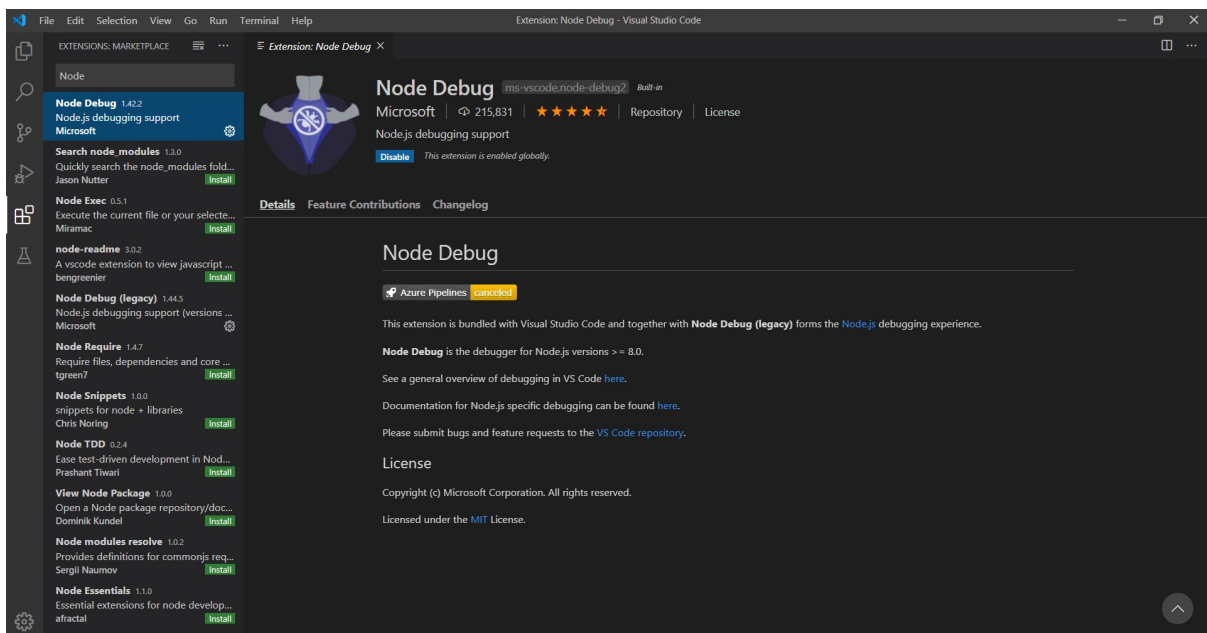 File Edit Selection View Go Run Terminal Help
Extension: Node Debug - Visual Studio Code
EXTENSIONS: MARKETPLACE
Node
Node Debug 1.42.2
Node.js debugging support
Microsoft
Search node_modules 1.3.0
Quickly search the node_modules fold...
Jason Nutter Install
Node Exec 0.5.1
Execute the current file or your selecte...
Miramac Install
node-readme 3.0.2
A vscode extension to view javascript ...
bengreenier Install
Node Debug (legacy) 1.44.5
Node.js debugging support (versions ...
Microsoft
Node Require 1.4.7
Require files, dependencies and core ...
tgreen7 Install
Node Snippets 1.0.0
snippets for node + libraries
Chris Noring Install
Node TDD 0.2.4
Ease test-driven development in Nod...
Prashant Tiwari Install
View Node Package 1.0.0
Open a Node package repository/doc...
Dominik Kundel Install
Node modules resolve 1.0.2
Provides definitions for commonjs req...
Sergii Naumov Install
Node Essentials 1.1.0
Essential extensions for node develop...
afractal Install
Extension: Node Debug
Node Debug ms-vscode.node-debug2 Built-in
Microsoft 215,831 Repository License
Node.js debugging support
Disable This extension is enabled globally.
Details Feature Contributions Changelog
Node Debug
Azure Pipelines canceled
This extension is bundled with Visual Studio Code and together with Node Debug (legacy) forms the Node.js debugging experience.
Node Debug is the debugger for Node.js versions >= 8.0.
See a general overview of debugging in VS Code here.
Documentation for Node.js specific debugging can be found here.
Please submit bugs and feature requests to the VS Code repository.
License
Copyright (c) Microsoft Corporation. All rights reserved.
Licensed under the MIT License.